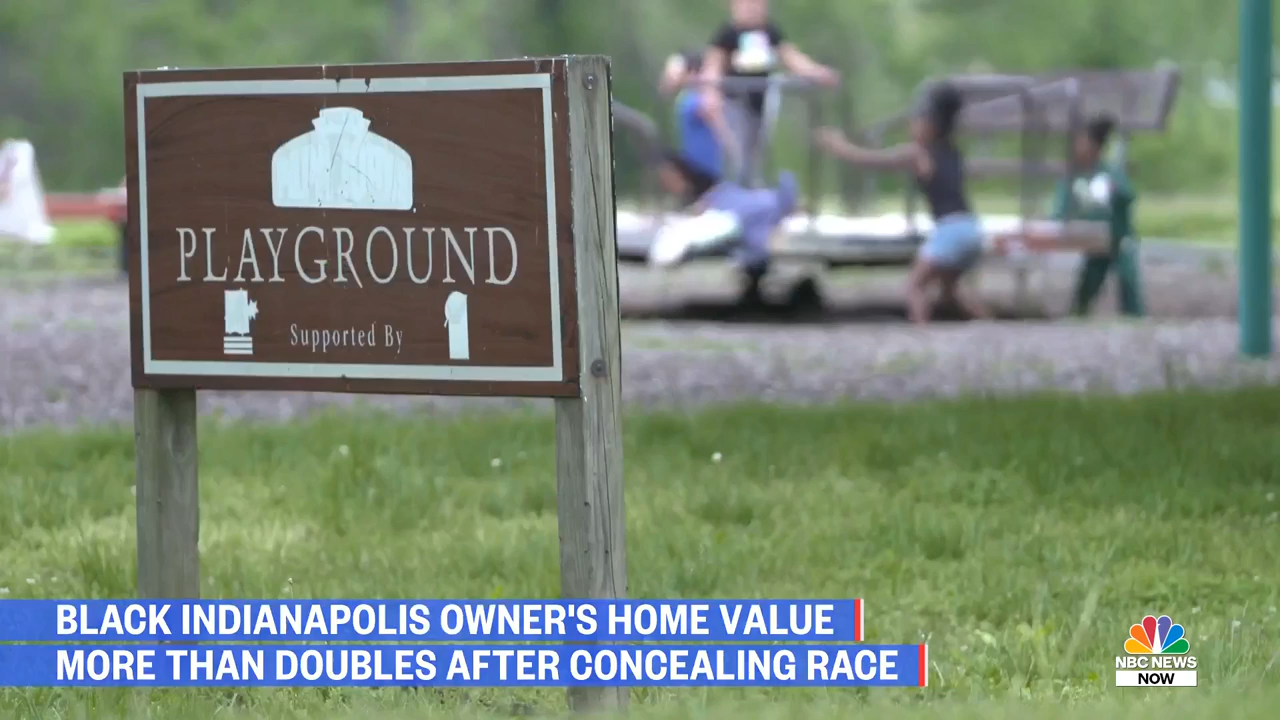 PLAYGROUND
Supported By
BLACK INDIANAPOLIS OWNER'S HOME VALUE
MORE THAN DOUBLES AFTER CONCEALING RACE
NBC NEWS
NOW